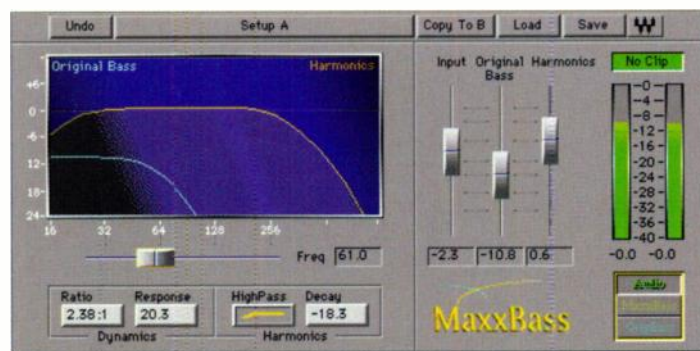 Undo Setup A Copy To B Load Save
Original Bass Harmonics
Input Original Bass Harmonics
No Clip
+6
0
-6
12
18
24
16 32 64 128 256
Freq 61.0
-2.3 -10.8 0.6
-0
-4
-8
-12
-16
-20
-24
-28
-32
-36
-40
-0.0 -0.0
Ratio Response HighPass Decay
2.38:1 20.3 -18.3
Dynamics Harmonics
MaxxBass
Audio